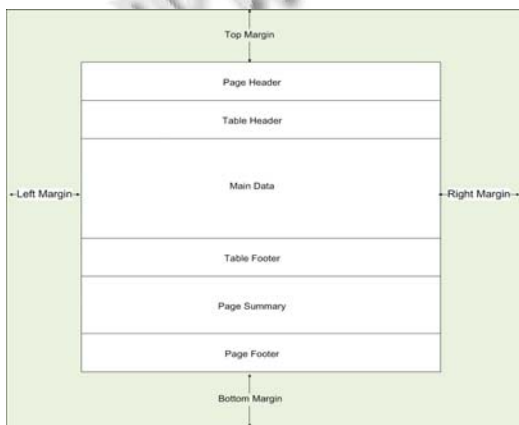 Top Margin
Page Header
Table Header
Main Data
Left Margin
Right Margin
Table Footer
Page Summary
Page Footer
Bottom Margin